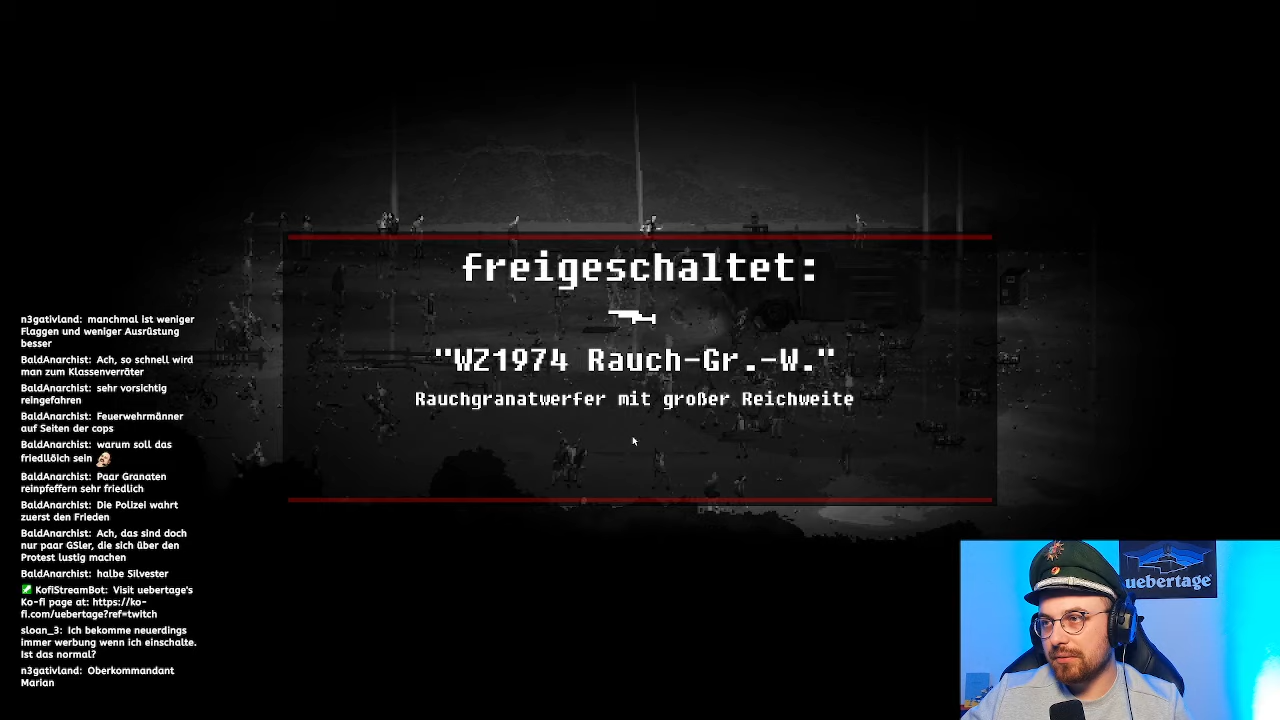 freigeschaltet:
"WZ1974 Rauch-Gr.-W."
Rauchgranatwerfer mit großer Reichweite
n3gativland: manchmal ist weniger
Flaggen und weniger Ausrüstung
besser
BaldAnarchist: Ach, so schnell wird
man zum Klassenverräter
BaldAnarchist: sehr vorsichtig
reingefahren
BaldAnarchist: Feuerwehrmänner
auf Seiten der cops
BaldAnarchist: warum soll das
friedllöich sein
BaldAnarchist: Paar Granaten
reinpfeffern sehr friedlich
BaldAnarchist: Die Polizei wahrt
zuerst den Frieden
BaldAnarchist: Ach, das sind doch
nur paar GSler, die sich über den
Protest lustig machen
BaldAnarchist: halbe Silvester
KofiStreamBot: Visit uebertage's
Ko-fi page at: https://ko-
fi.com/uebertage?ref=twitch
sloan_3: Ich bekomme neuerdings
immer werbung wenn ich einschalte.
Ist das normal?
n3gativland: Oberkommandant
Marian
uebertage